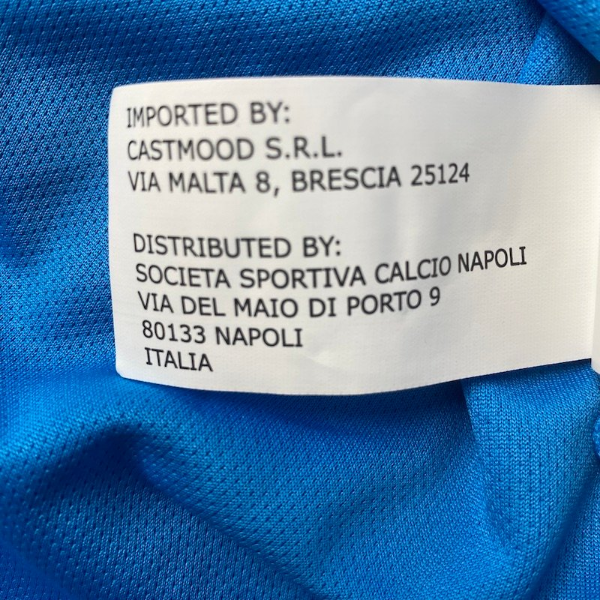 IMPORTED BY:
CASTMOOD S.R.L.
VIA MALTA 8, BRESCIA 25124
DISTRIBUTED BY:
SOCIETA SPORTIVA CALCIO NAPOLI
VIA DEL MAIO DI PORTO 9
80133 NAPOLI
ITALIA